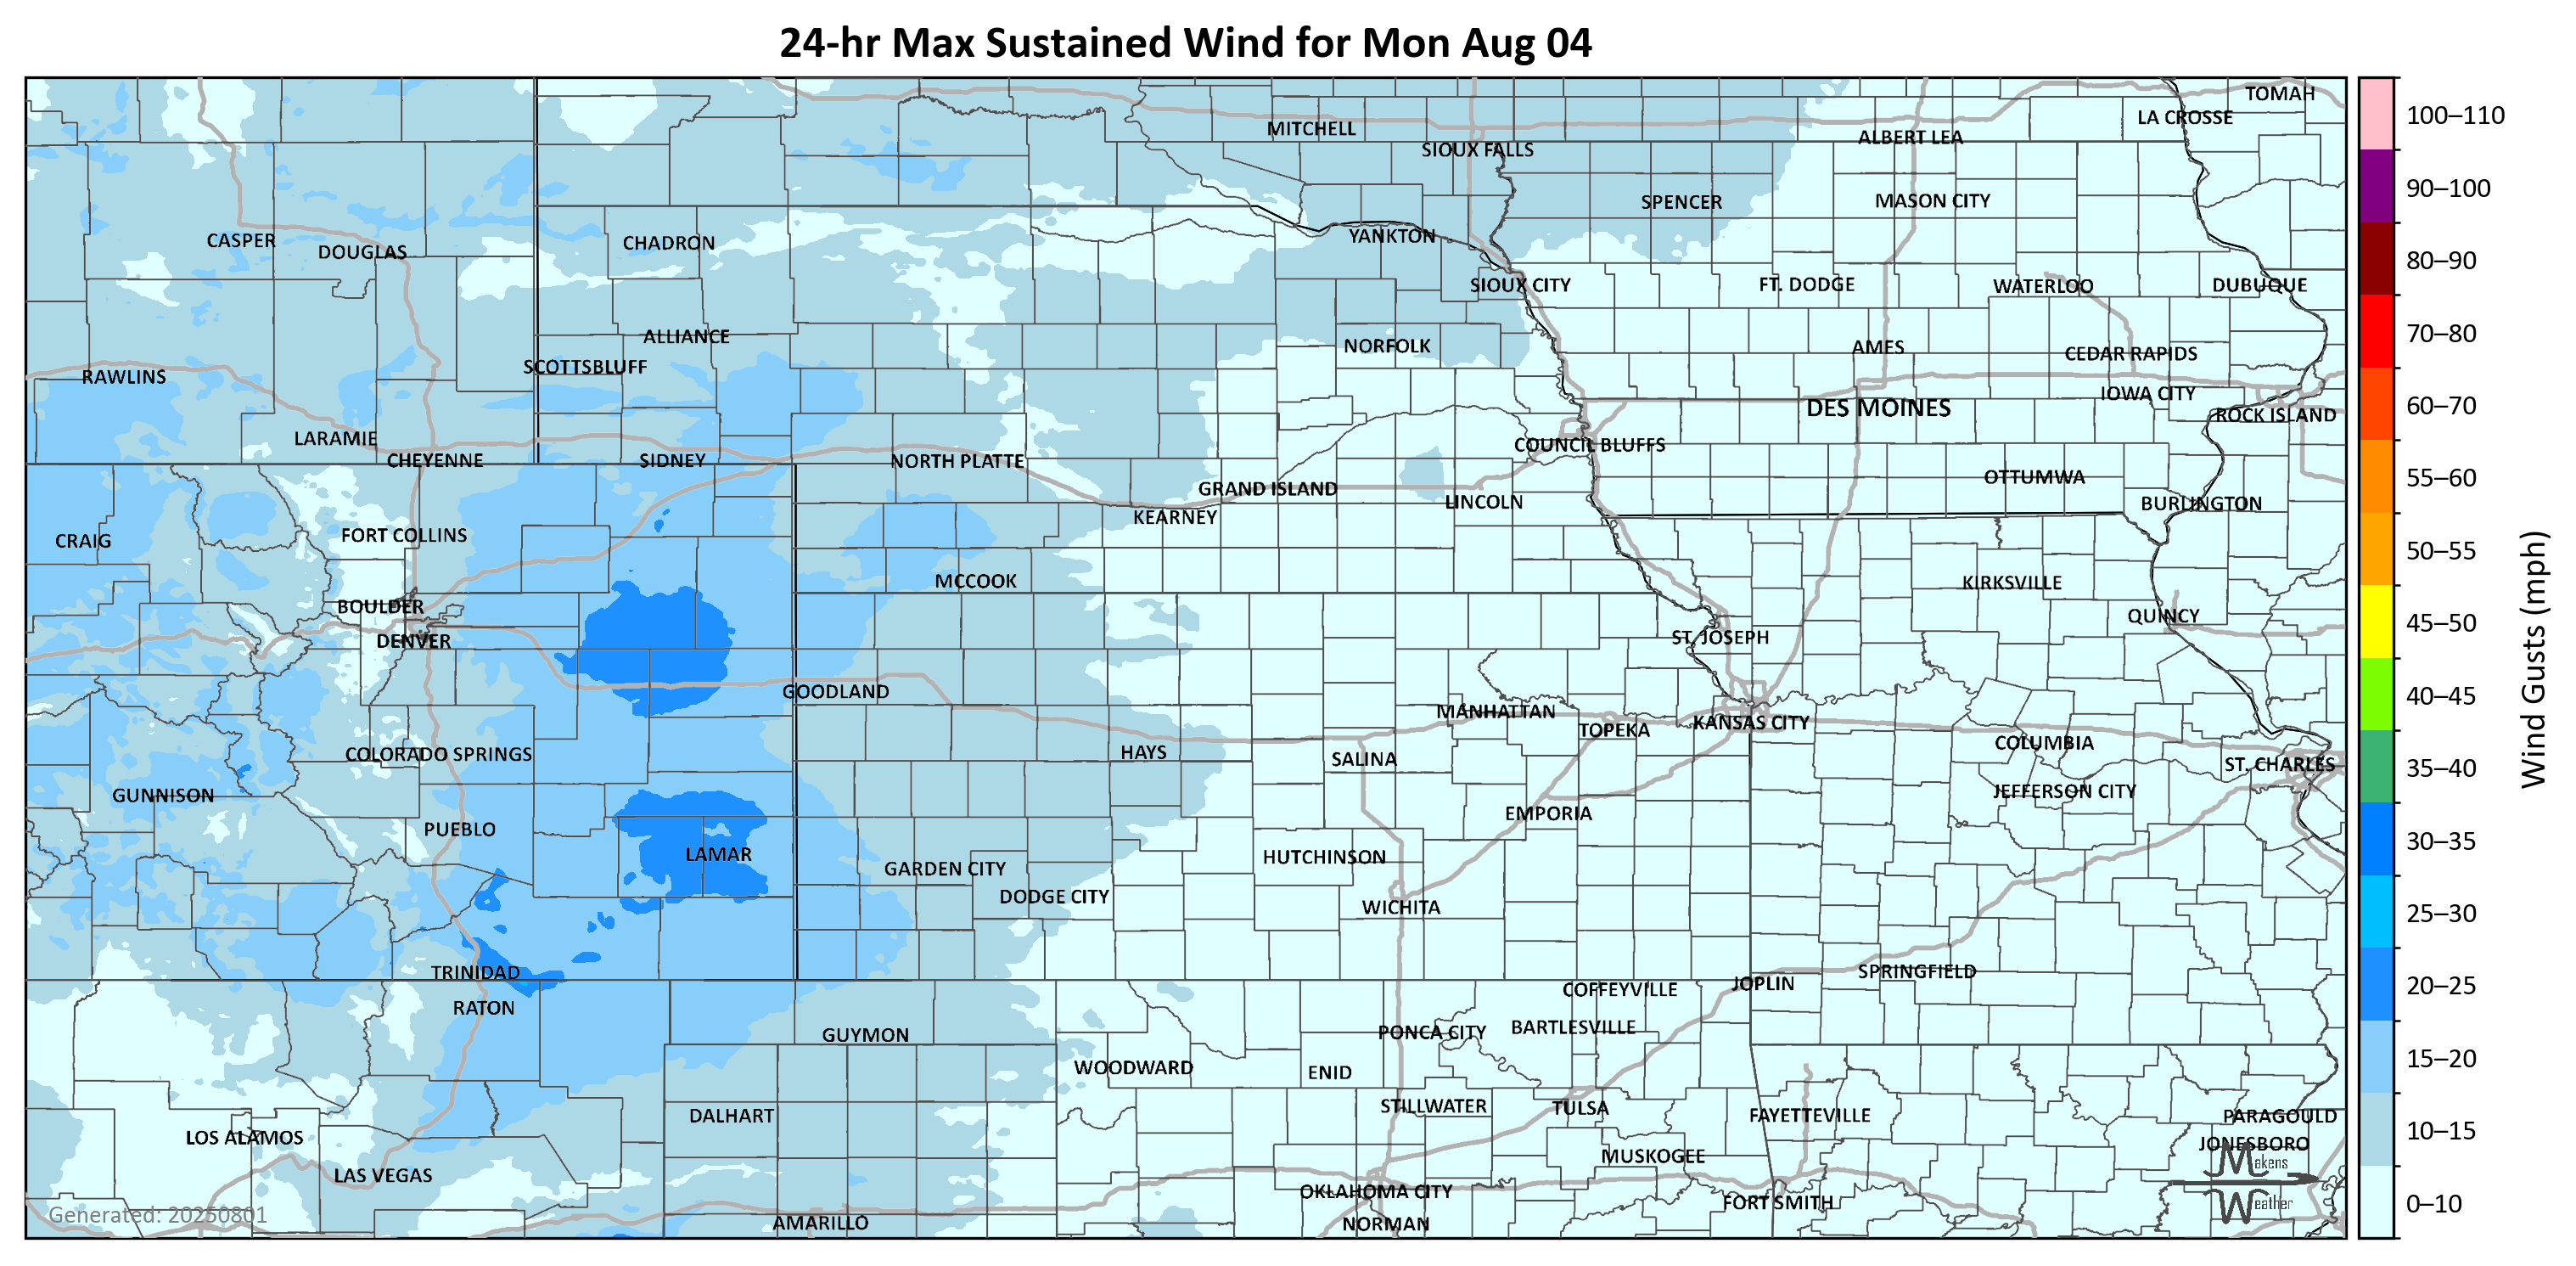 24-hr Max Sustained Wind for Mon Aug 04
TOMAH
LA CROSSE
MITCHELL
ALBERT LEA
SIOUX FALLS
SPENCER
MASON CITY
CASPER
DOUGLAS
CHADRON
YANKTON
SIOUX CITY
FT. DODGE
WATERLOO
DUBUQUE
ALLIANCE
NORFOLK
AMES
CEDAR RAPIDS
SCOTTSBLUFF
RAWLINS
IOWA CITY
DES MOINES
ROCK ISLAND
LARAMIE
COUNCIL BLUFFS
CHEYENNE
SIDNEY
NORTH PLATTE
OTTUMWA
GRAND ISLAND
LINCOLN
BURLINGTON
KEARNEY
CRAIG
FORT COLLINS
MCCOOK
KIRKSVILLE
BOULDER
QUINCY
DENVER
ST. JOSEPH
GOODLAND
MANHATTAN
TOPEKA
KANSAS CITY
COLUMBIA
COLORADO SPRINGS
HAYS
SALINA
ST. CHARLES
GUNNISON
JEFFERSON CITY
EMPORIA
PUEBLO
LAMAR
HUTCHINSON
GARDEN CITY
DODGE CITY
WICHITA
TRINIDAD
SPRINGFIELD
JOPLIN
COFFEYVILLE
RATON
GUYMON
PONCA CITY
BARTLESVILLE
WOODWARD
ENID
STILLWATER
TULSA
DALHART
FAYETTEVILLE
PARAGOULD
LOS ALAMOS
JONESBORO
MUSKOGEE
LAS VEGAS
OKLAHOMA CITY
FORT SMITH
AMARILLO
NORMAN
Generated: 20250801
Makens
Weather
100–110
90–100
80–90
70–80
60–70
55–60
50–55
45–50
40–45
35–40
30–35
25–30
20–25
15–20
10–15
0–10
Wind Gusts (mph)